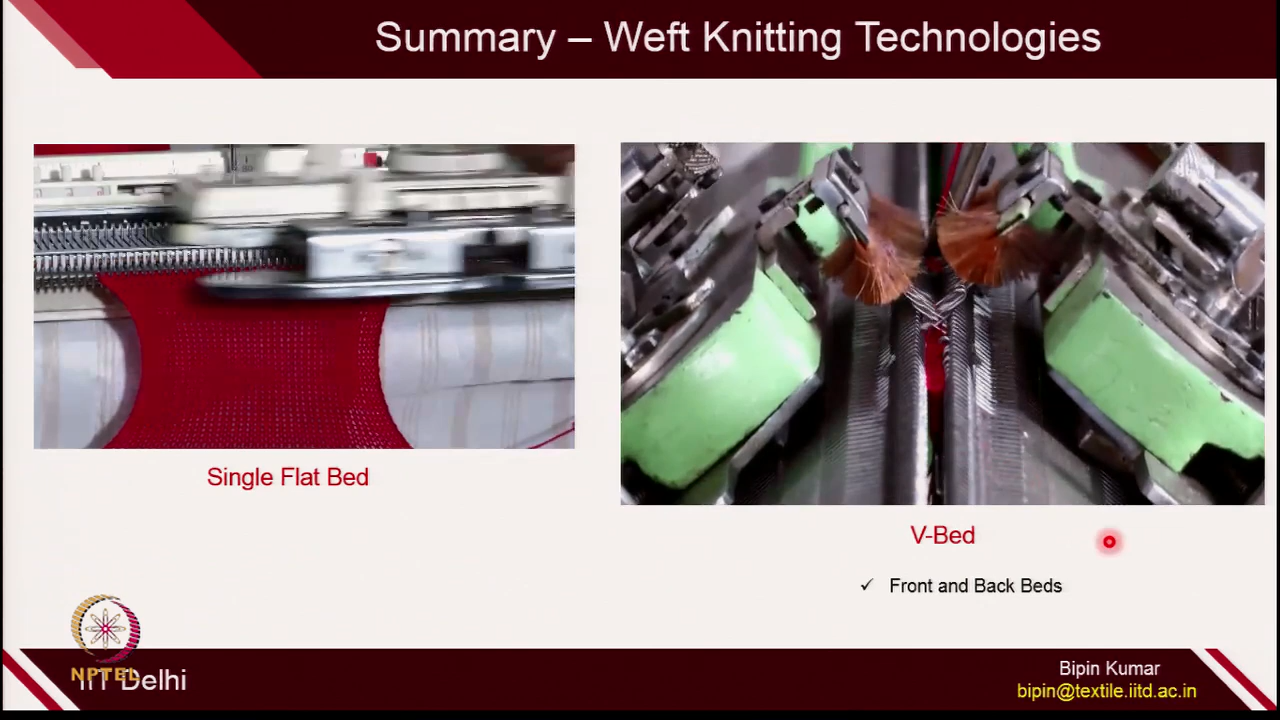 Summary – Weft Knitting Technologies
Single Flat Bed
V-Bed
✓ Front and Back Beds
NPTEL
IIT Delhi
Bipin Kumar
bipin@textile.iitd.ac.in